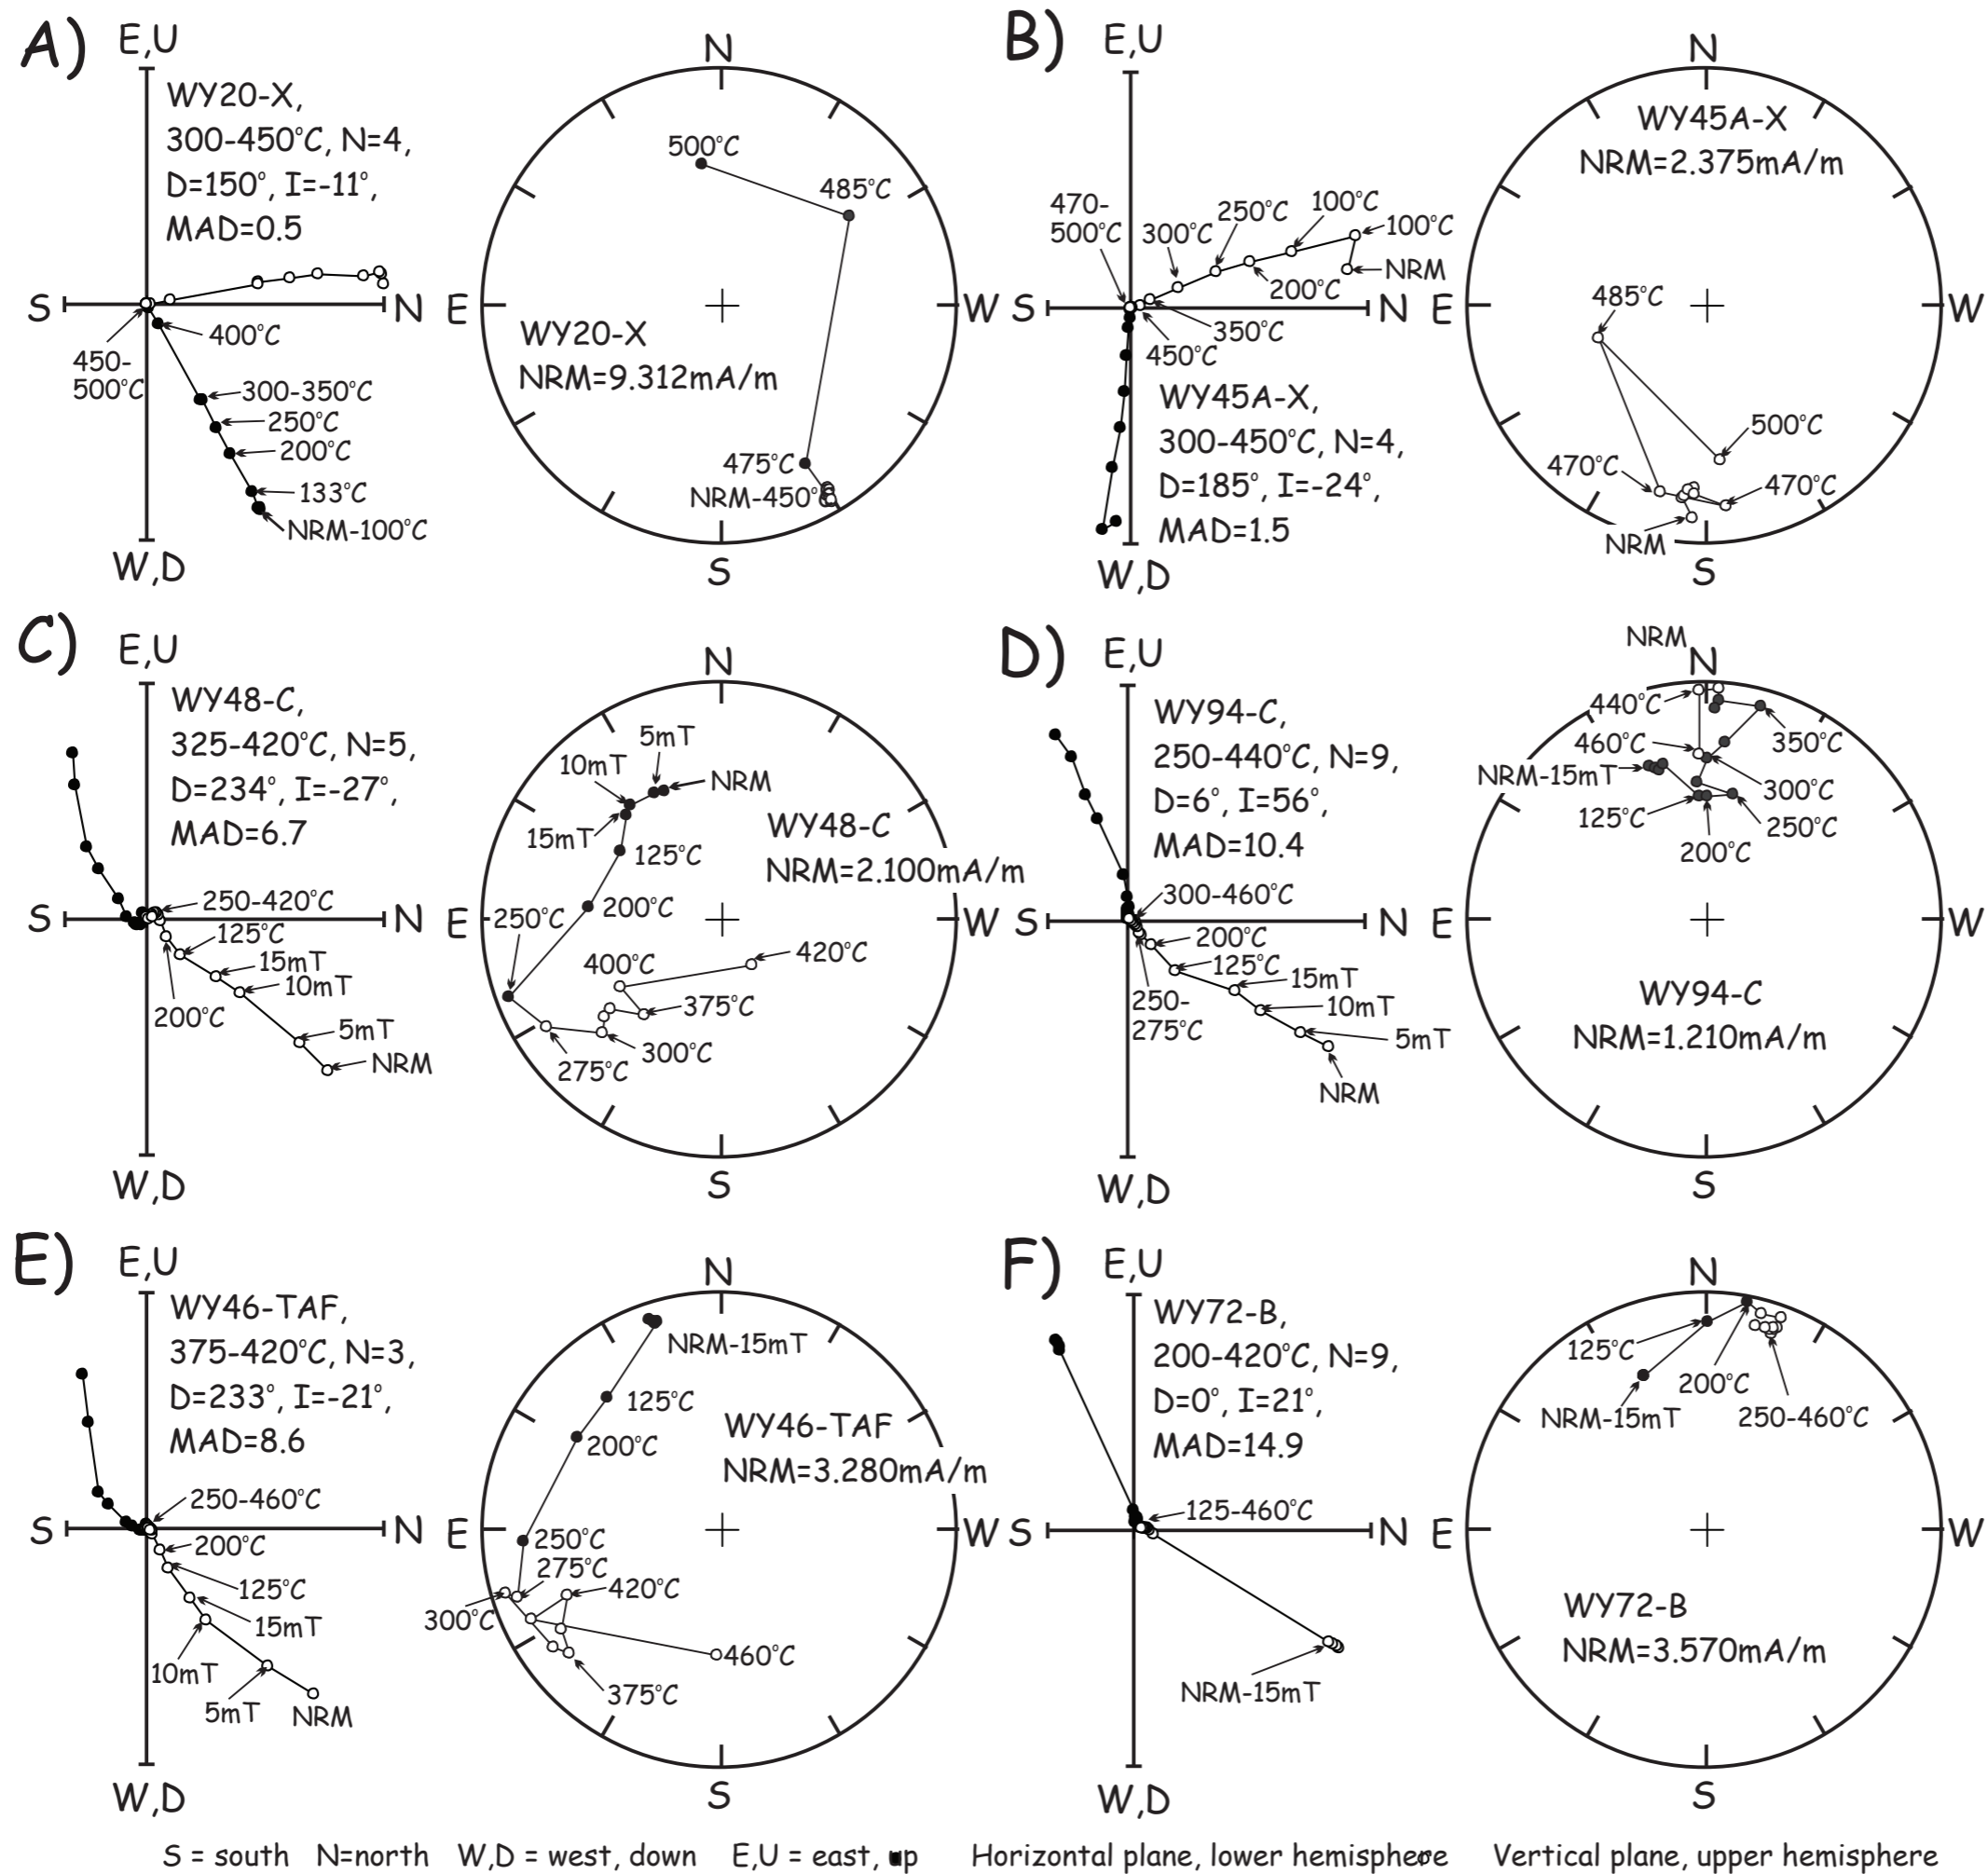 A)
E,U
WY20-X,
300-450°C, N=4,
D=150°, I=-11°,
MAD=0.5
S
N
400°C
450-
500°C
300-350°C
250°C
200°C
133°C
NRM-100°C
W,D
N
500°C
485°C
E
W
WY20-X
NRM=9.312mA/m
475°C
NRM-450°
S
B)
E,U
470-
500°C
300°C
250°C
100°C
100°C
NRM
200°C
S
N
350°C
450°C
WY45A-X,
300-450°C, N=4,
D=185°, I=-24°,
MAD=1.5
W,D
N
WY45A-X
NRM=2.375mA/m
485°C
E
W
500°C
470°C
470°C
NRM
S
C)
E,U
WY48-C,
325-420°C, N=5,
D=234°, I=-27°,
MAD=6.7
250-420°C
S
N
125°C
15mT
10mT
200°C
5mT
NRM
W,D
N
5mT
10mT
NRM
15mT
WY48-C
125°C
NRM=2.100mA/m
200°C
250°C
E
W
420°C
400°C
375°C
300°C
275°C
S
D)
E,U
WY94-C,
250-440°C, N=9,
D=6°, I=56°,
MAD=10.4
300-460°C
S
N
200°C
125°C
15mT
250-
275°C
10mT
5mT
NRM
W,D
NRM
N
440°C
460°C
350°C
NRM-15mT
300°C
125°C
250°C
200°C
E
W
WY94-C
NRM=1.210mA/m
S
E)
E,U
WY46-TAF,
375-420°C, N=3,
D=233°, I=-21°,
MAD=8.6
250-460°C
S
N
200°C
125°C
15mT
10mT
5mT
NRM
W,D
N
NRM-15mT
125°C
200°C
WY46-TAF
NRM=3.280mA/m
E
W
250°C
275°C
420°C
300°C
460°C
375°C
S
F)
E,U
WY72-B,
200-420°C, N=9,
D=0°, I=21°,
MAD=14.9
125-460°C
S
N
NRM-15mT
W,D
N
125°C
200°C
NRM-15mT
250-460°C
E
W
WY72-B
NRM=3.570mA/m
S
S = south N=north W,D = west, down E,U = east, up Horizontal plane, lower hemisphere Vertical plane, upper hemisphere